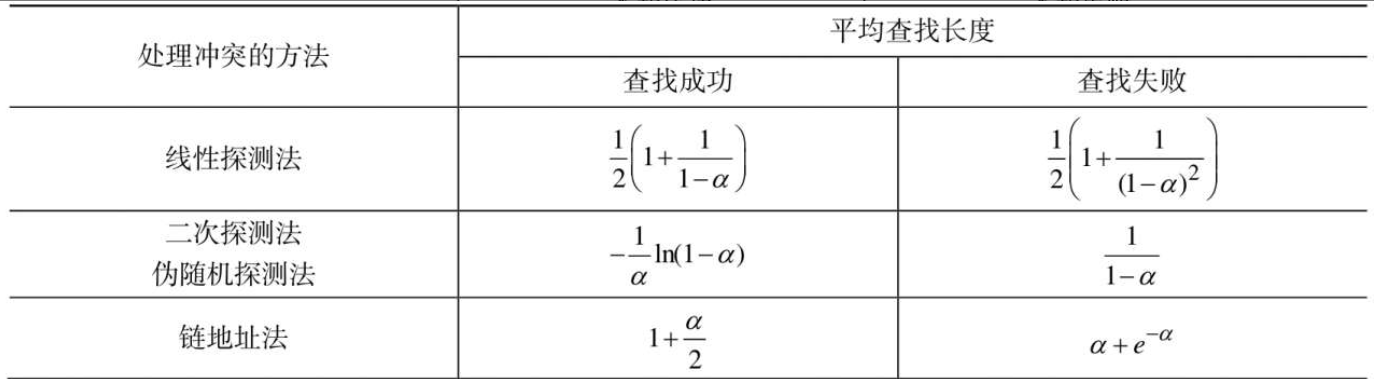 处理冲突的方法
平均查找长度
查找成功
查找失败
线性探测法
\frac{1}{2}\left(1+\frac{1}{1-\alpha}\right)
\frac{1}{2}\left(1+\frac{1}{(1-\alpha)^2}\right)
二次探测法
伪随机探测法
-\frac{1}{\alpha}\ln(1-\alpha)
\frac{1}{1-\alpha}
链地址法
1+\frac{\alpha}{2}
\alpha+e^{-\alpha}